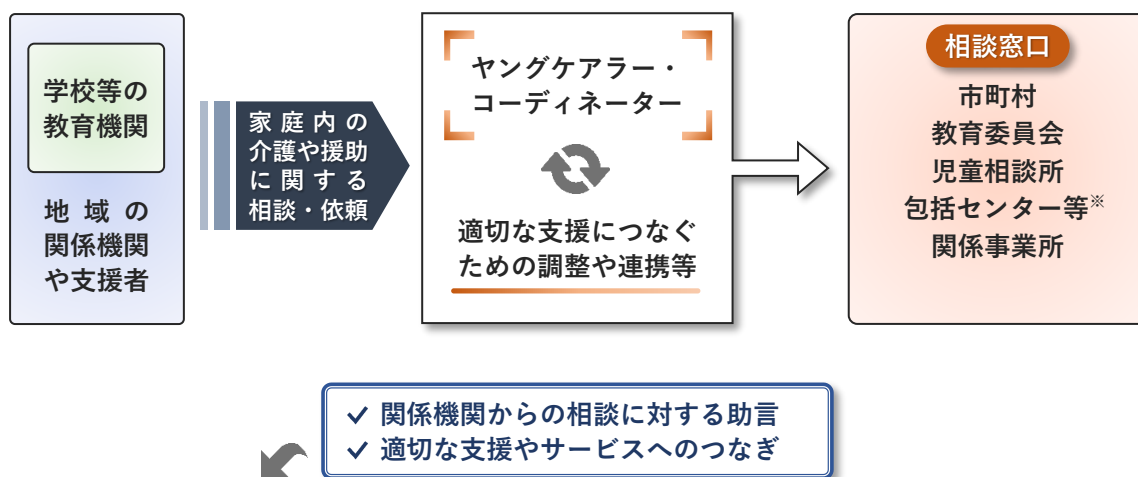 学校等の
教育機関
地域の
関係機関
や支援者
家庭内の
介護や援助
に関する
相談・依頼
ヤングケアラー・
コーディネーター
適切な支援につなぐ
ための調整や連携等
相談窓口
市町村
教育委員会
児童相談所
包括センター等※
関係事業所
✓ 関係機関からの相談に対する助言
✓ 適切な支援やサービスへのつなぎ